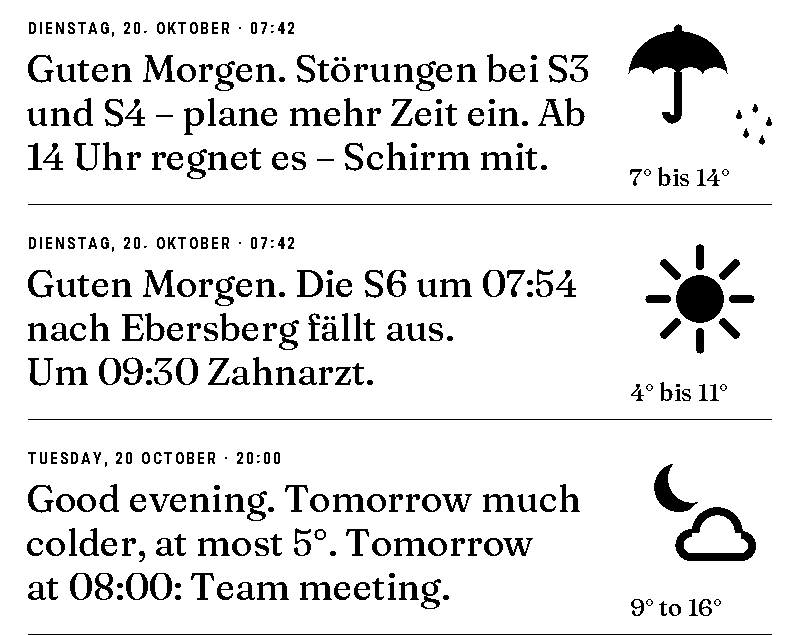 DIENSTAG, 20. OKTOBER · 07:42
Guten Morgen. Störungen bei S3
und S4 – plane mehr Zeit ein. Ab
14 Uhr regnet es – Schirm mit.
7° bis 14°
DIENSTAG, 20. OKTOBER · 07:42
Guten Morgen. Die S6 um 07:54
nach Ebersberg fällt aus.
Um 09:30 Zahnarzt.
4° bis 11°
TUESDAY, 20 OCTOBER · 20:00
Good evening. Tomorrow much
colder, at most 5°. Tomorrow
at 08:00: Team meeting.
9° to 16°